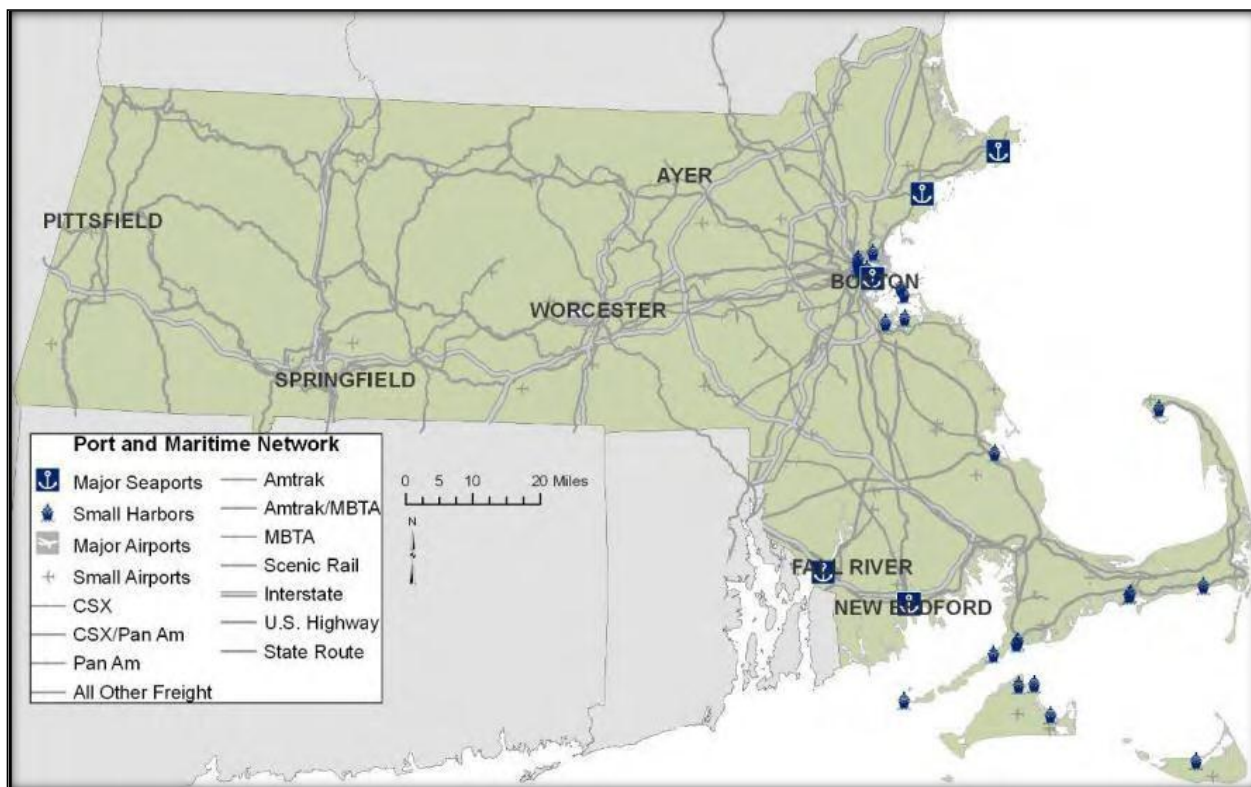 AYER
PITTSFIELD
BOSTON
WORCESTER
SPRINGFIELD
FALL RIVER
NEW BEDFORD
Port and Maritime Network
Major Seaports
Small Harbors
Major Airports
Small Airports
CSX
CSX/Pan Am
Pan Am
All Other Freight
Amtrak
Amtrak/MBTA
MBTA
Scenic Rail
Interstate
U.S. Highway
State Route
0 5 10 20 Miles
N